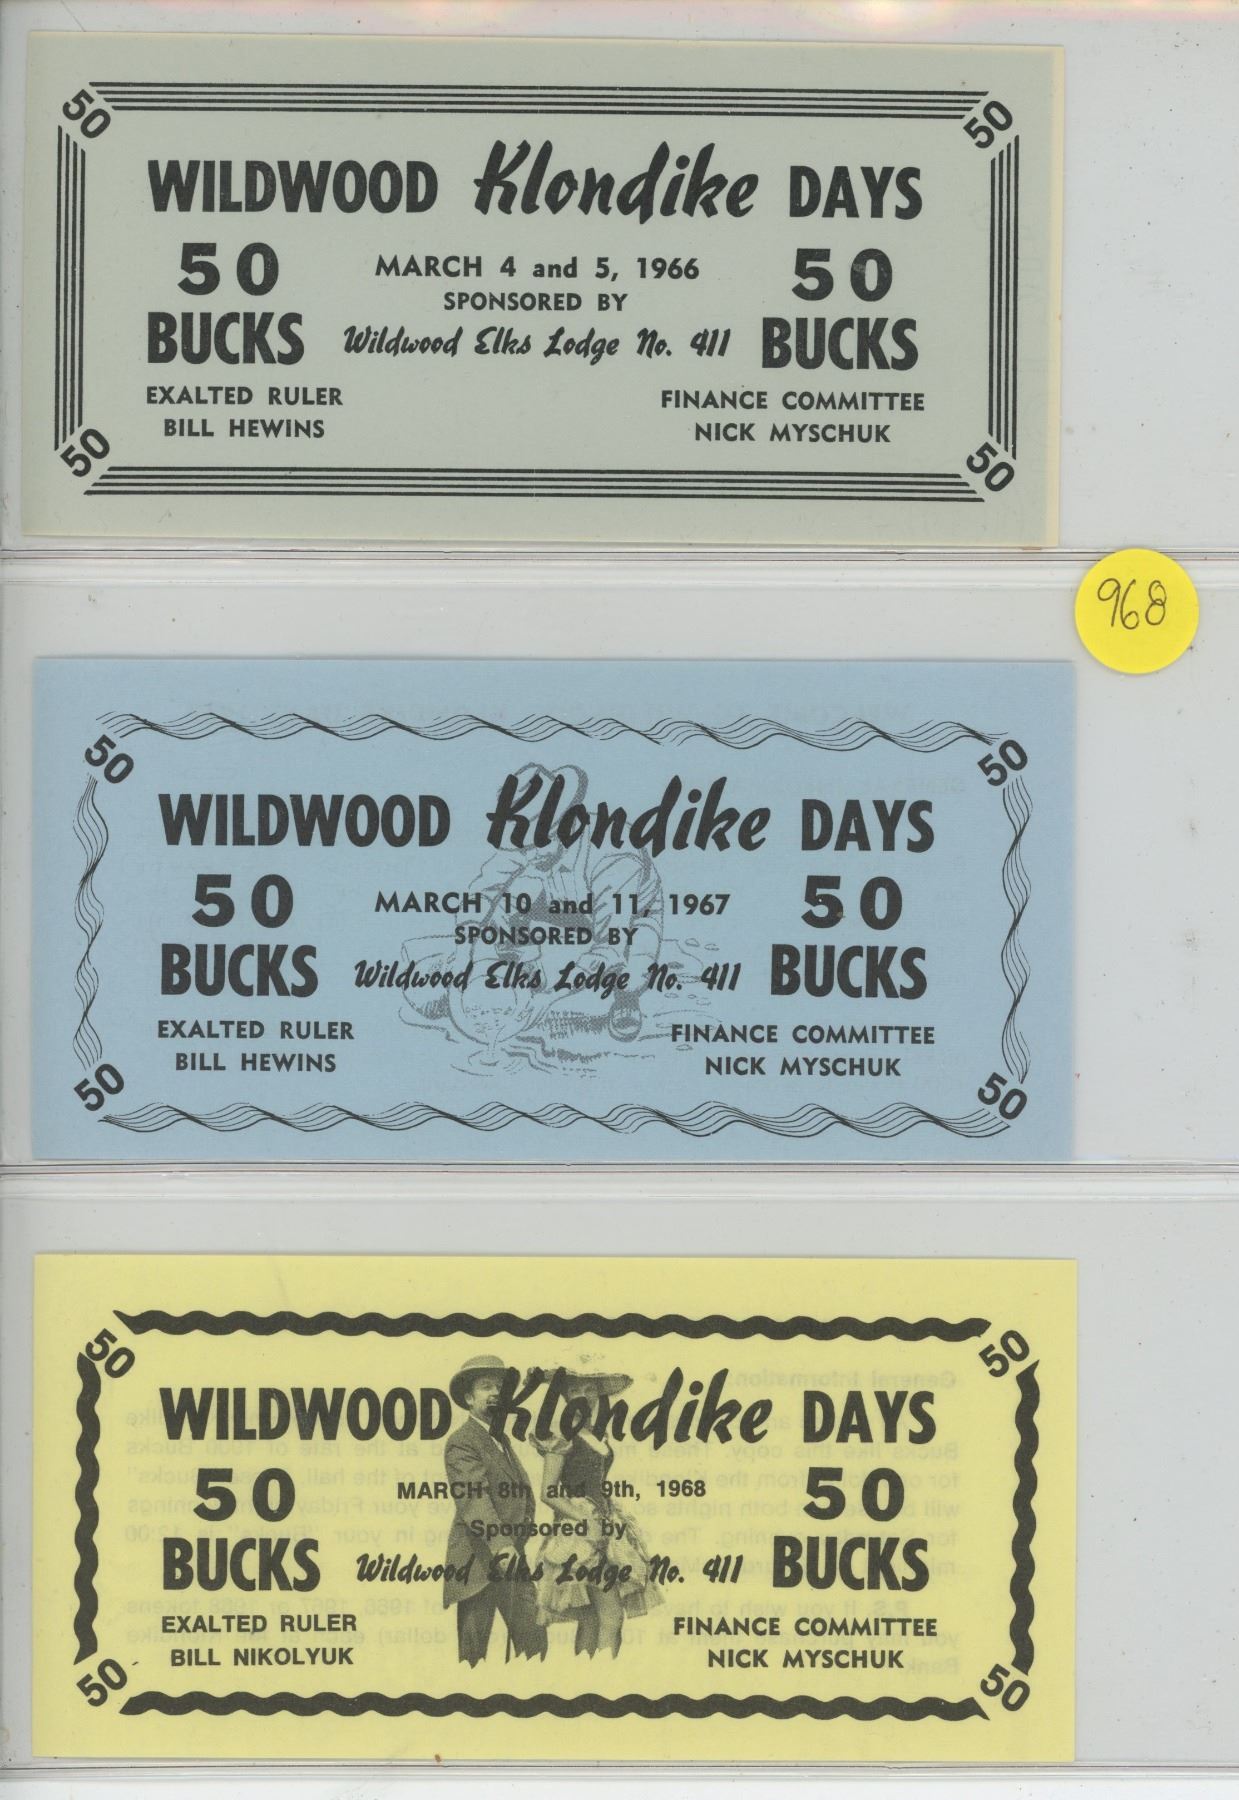 50 50
WILDWOOD Klondike DAYS
50 MARCH 4 and 5, 1966 50
SPONSORED BY
BUCKS Wildwood Elks Lodge No. 411 BUCKS
EXALTED RULER FINANCE COMMITTEE
BILL HEWINS NICK MYSCHUK
50 50
968
50 50
WILDWOOD Klondike DAYS
50 MARCH 10 and 11, 1967 50
SPONSORED BY
BUCKS Wildwood Elks Lodge No. 411 BUCKS
EXALTED RULER FINANCE COMMITTEE
BILL HEWINS NICK MYSCHUK
50 50
50 50
WILDWOOD Klondike DAYS
50 MARCH 8th and 9th, 1968 50
Sponsored by
BUCKS Wildwood Elks Lodge No. 411 BUCKS
EXALTED RULER FINANCE COMMITTEE
BILL NIKOLYUK NICK MYSCHUK
50 50